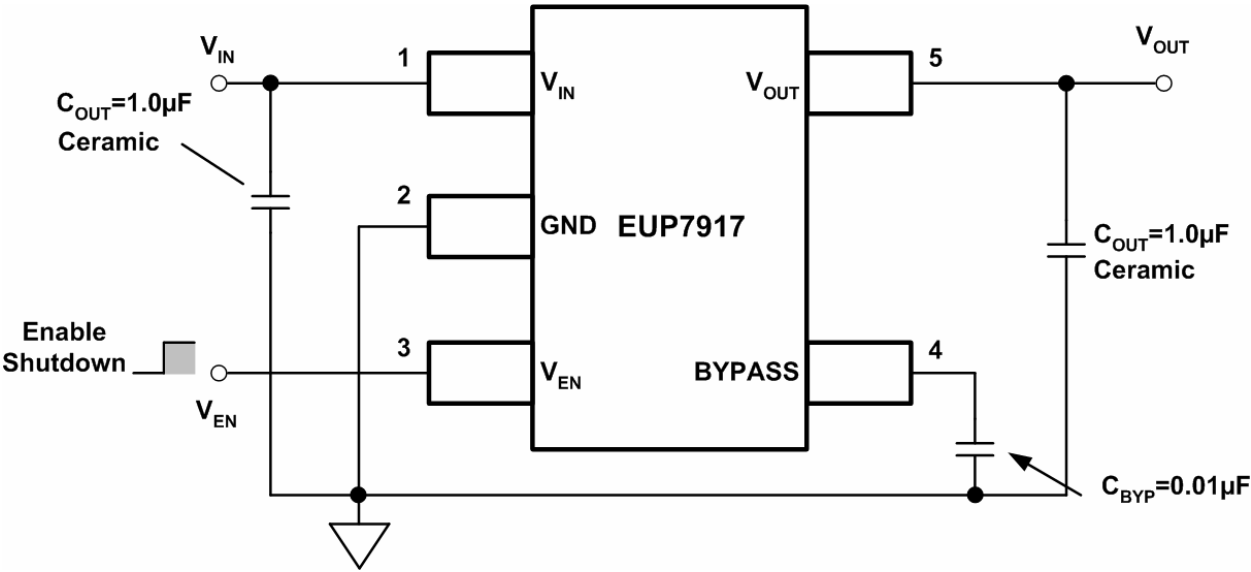 VIN
1
VIN
VOUT
5
VOUT
COUT=1.0µF
Ceramic
2
GND
EUP7917
COUT=1.0µF
Ceramic
Enable
Shutdown
3
VEN
BYPASS
4
VEN
CBYP=0.01µF